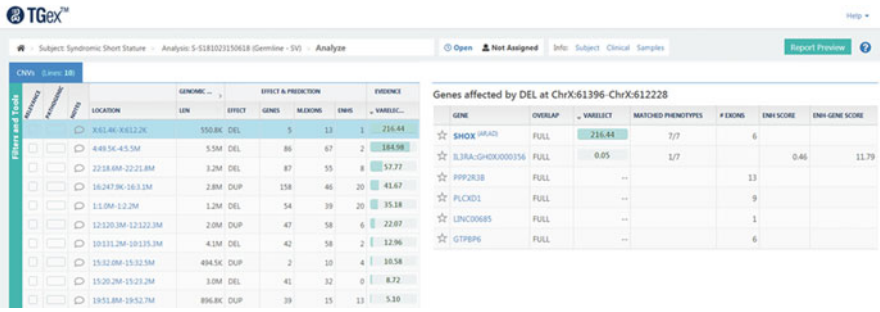 TGex™
Help
Subject: Syndromic Short Stature > Analysis: S-S181023150618 (Germline - SV) > Analyze
Open Not Assigned Info: Subject Clinical Samples
Report Preview
CNVs (Lines: 10)
Filters and Tools
RELEVANCE PATHOGENIC NOTES
GENOMIC ... EFFECT & PREDICTION EVIDENCE
LOCATION LEN EFFECT GENES M.EXONS ENHS VARELEC...
X:61.4K-X:612.2K 550.8K DEL 5 13 1 216.44
4:49.5K-4:5.5M 5.5M DEL 86 67 2 184.98
22:18.6M-22:21.8M 3.2M DEL 87 55 8 57.77
16:247.9K-16:3.1M 2.8M DUP 158 46 20 41.67
1:1.0M-1:2.2M 1.2M DEL 54 39 20 35.18
12:120.3M-12:122.3M 2.0M DUP 47 58 6 22.07
10:131.2M-10:135.3M 4.1M DEL 42 58 2 12.96
15:32.0M-15:32.5M 494.5K DUP 2 10 4 10.58
15:20.2M-15:23.2M 3.0M DEL 41 32 0 8.72
19:51.8M-19:52.7M 896.8K DUP 39 15 13 5.10
Genes affected by DEL at ChrX:61396-ChrX:612228
GENE OVERLAP VARELECT MATCHED PHENOTYPES # EXONS ENH SCORE ENH-GENE SCORE
SHOX (AR,AD) FULL 216.44 7/7 6
IL3RA::GH0XJ000356 FULL 0.05 1/7 0.46 11.79
PPP2R3B FULL -- 13
PLCXD1 FULL -- 9
LINC00685 FULL -- 1
GTPBP6 FULL -- 6